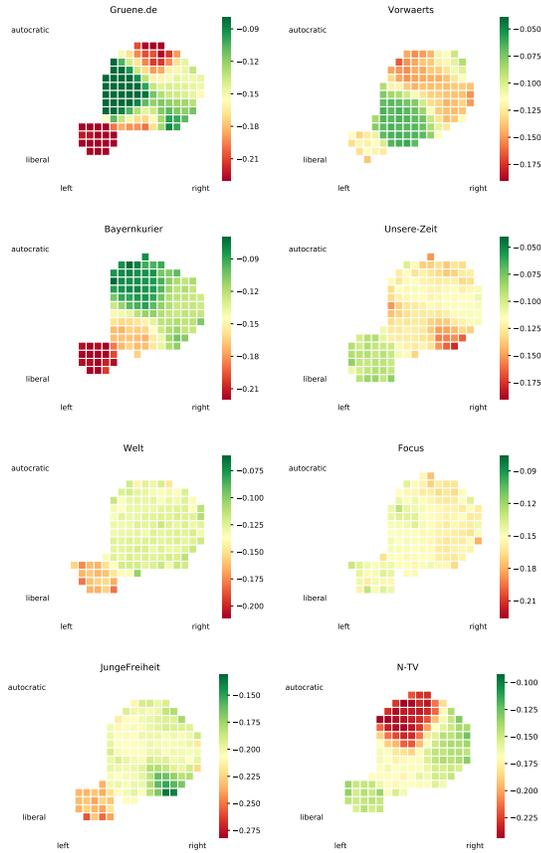 Gruene.de
autocratic
liberal
left right
−0.09
−0.12
−0.15
−0.18
−0.21
Vorwaerts
autocratic
liberal
left right
−0.050
−0.075
−0.100
−0.125
−0.150
−0.175
Bayernkurier
autocratic
liberal
left right
−0.09
−0.12
−0.15
−0.18
−0.21
Unsere-Zeit
autocratic
liberal
left right
−0.050
−0.075
−0.100
−0.125
−0.150
−0.175
Welt
autocratic
liberal
left right
−0.075
−0.100
−0.125
−0.150
−0.175
−0.200
Focus
autocratic
liberal
left right
−0.09
−0.12
−0.15
−0.18
−0.21
JungeFreiheit
autocratic
liberal
left right
−0.150
−0.175
−0.200
−0.225
−0.250
−0.275
N-TV
autocratic
liberal
left right
−0.100
−0.125
−0.150
−0.175
−0.200
−0.225